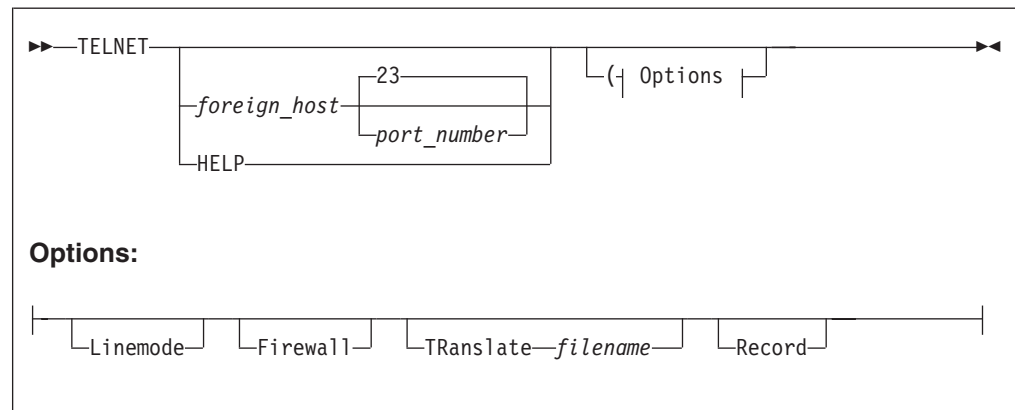 TELNET
23
( Options
foreign_host
port_number
HELP
Options:
Linemode Firewall TRanslate filename Record